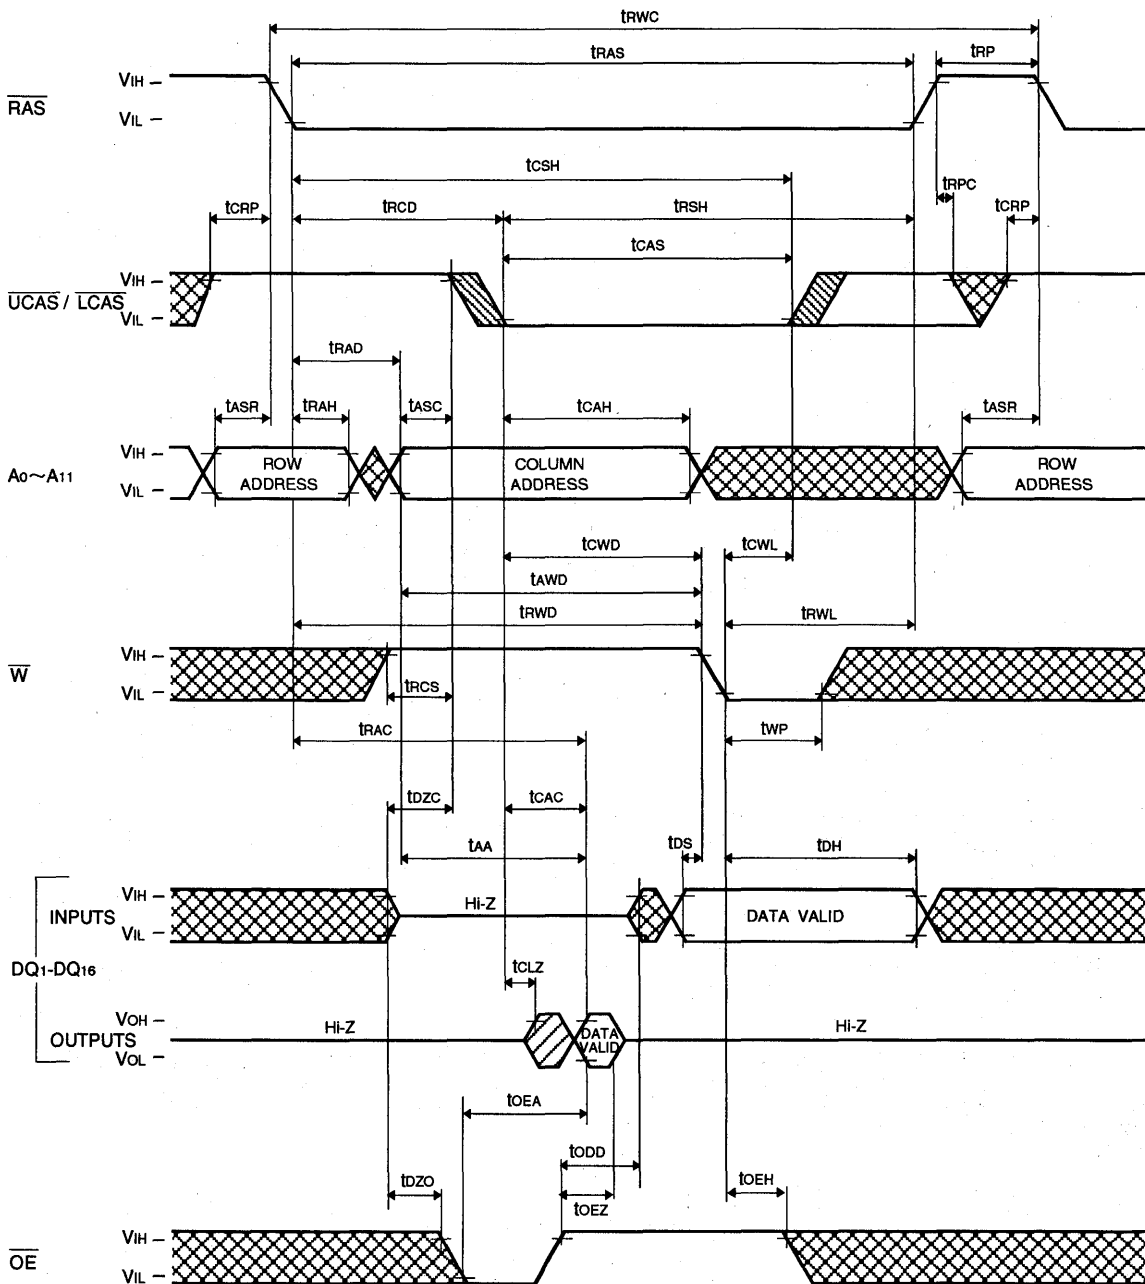 tRWC
tRAS
tRP
VIH
RAS
VIL
tCSH
tRPC
tCRP
tRCD
tRSH
tCRP
tCAS
VIH
UCAS / LCAS
VIL
tRAD
tASR
tRAH
tASC
tCAH
tASR
VIH
A0~A11
ROW ADDRESS
COLUMN ADDRESS
ROW ADDRESS
VIL
tCWD
tCWL
tAWD
tRWD
tRWL
VIH
W
VIL
tRCS
tRAC
tWP
tDZC
tCAC
tAA
tDS
tDH
VIH
INPUTS
Hi-Z
DATA VALID
VIL
DQ1-DQ16
tCLZ
VOH
OUTPUTS
Hi-Z
DATA VALID
Hi-Z
VOL
tOEA
tODD
tDZO
tOEZ
tOEH
VIH
OE
VIL